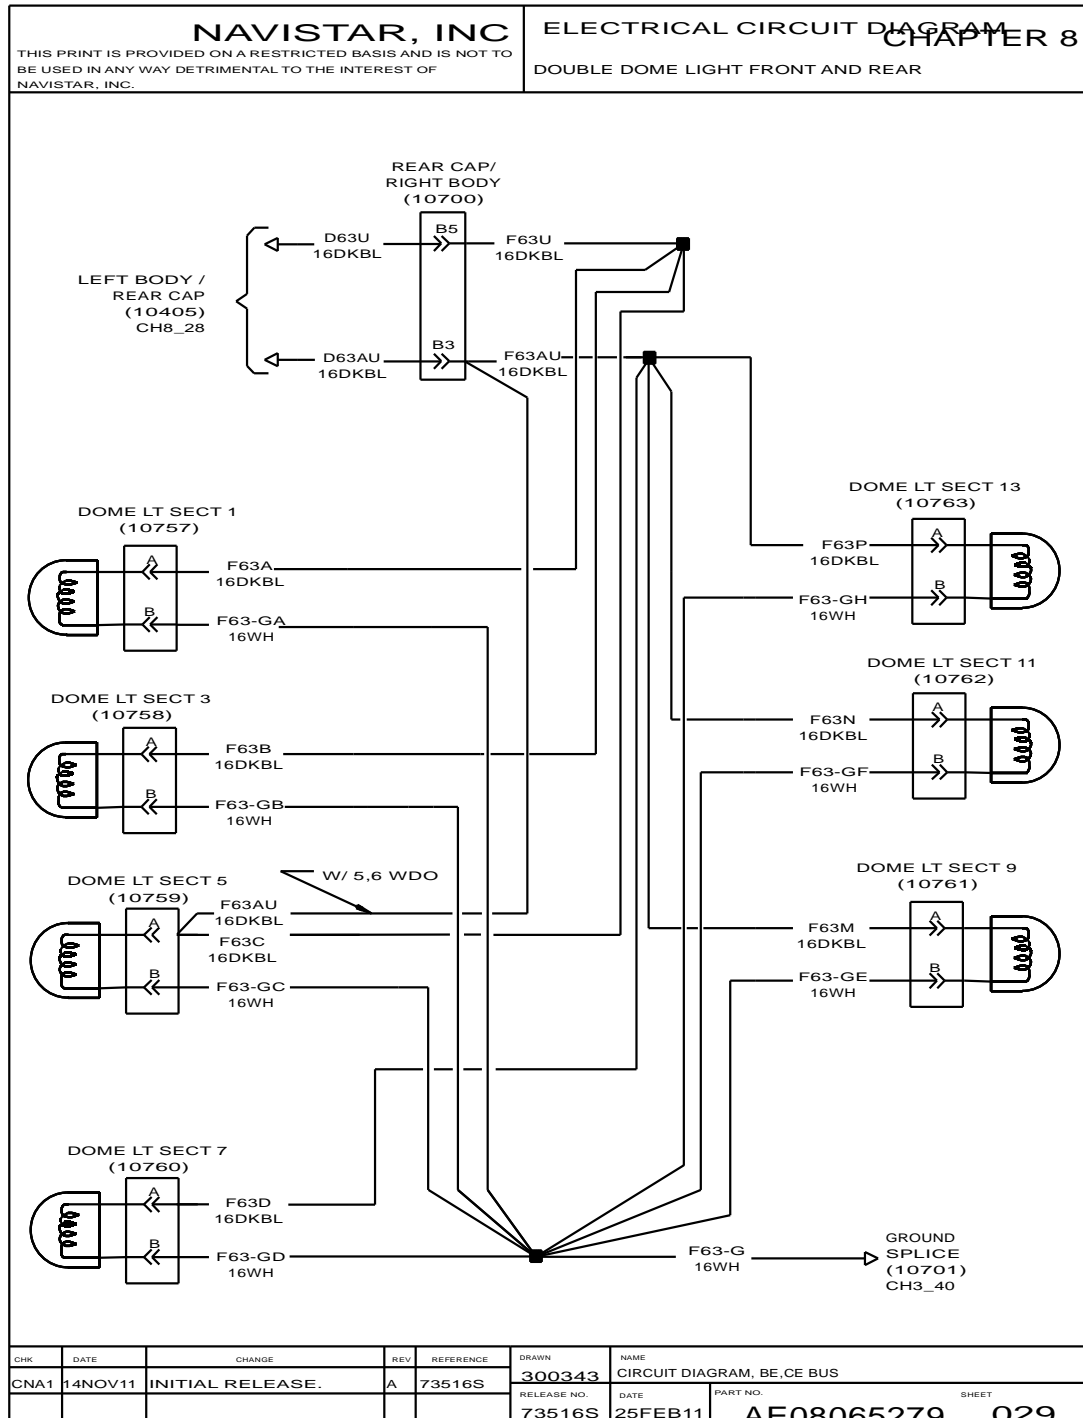 NAVISTAR, INC
THIS PRINT IS PROVIDED ON A RESTRICTED BASIS AND IS NOT TO
BE USED IN ANY WAY DETRIMENTAL TO THE INTEREST OF
NAVISTAR, INC.
ELECTRICAL CIRCUIT DIAGRAM
CHAPTER 8
DOUBLE DOME LIGHT FRONT AND REAR
REAR CAP/
RIGHT BODY
(10700)
B5
D63U
16DKBL
F63U
16DKBL
LEFT BODY /
REAR CAP
(10405)
CH8_28
B3
D63AU
16DKBL
F63AU
16DKBL
DOME LT SECT 1
(10757)
A
F63A
16DKBL
B
F63-GA
16WH
DOME LT SECT 13
(10763)
A
F63P
16DKBL
B
F63-GH
16WH
DOME LT SECT 3
(10758)
A
F63B
16DKBL
B
F63-GB
16WH
DOME LT SECT 11
(10762)
A
F63N
16DKBL
B
F63-GF
16WH
DOME LT SECT 5
(10759)
W/ 5,6 WDO
A
F63AU
16DKBL
F63C
16DKBL
B
F63-GC
16WH
DOME LT SECT 9
(10761)
A
F63M
16DKBL
B
F63-GE
16WH
DOME LT SECT 7
(10760)
A
F63D
16DKBL
B
F63-GD
16WH
F63-G
16WH
GROUND
SPLICE
(10701)
CH3_40
CHK DATE CHANGE REV REFERENCE
CNA1 14NOV11 INITIAL RELEASE. A 73516S
DRAWN
300343
NAME
CIRCUIT DIAGRAM, BE,CE BUS
RELEASE NO.
73516S
DATE
25FEB11
PART NO.
AE08065279
SHEET
029